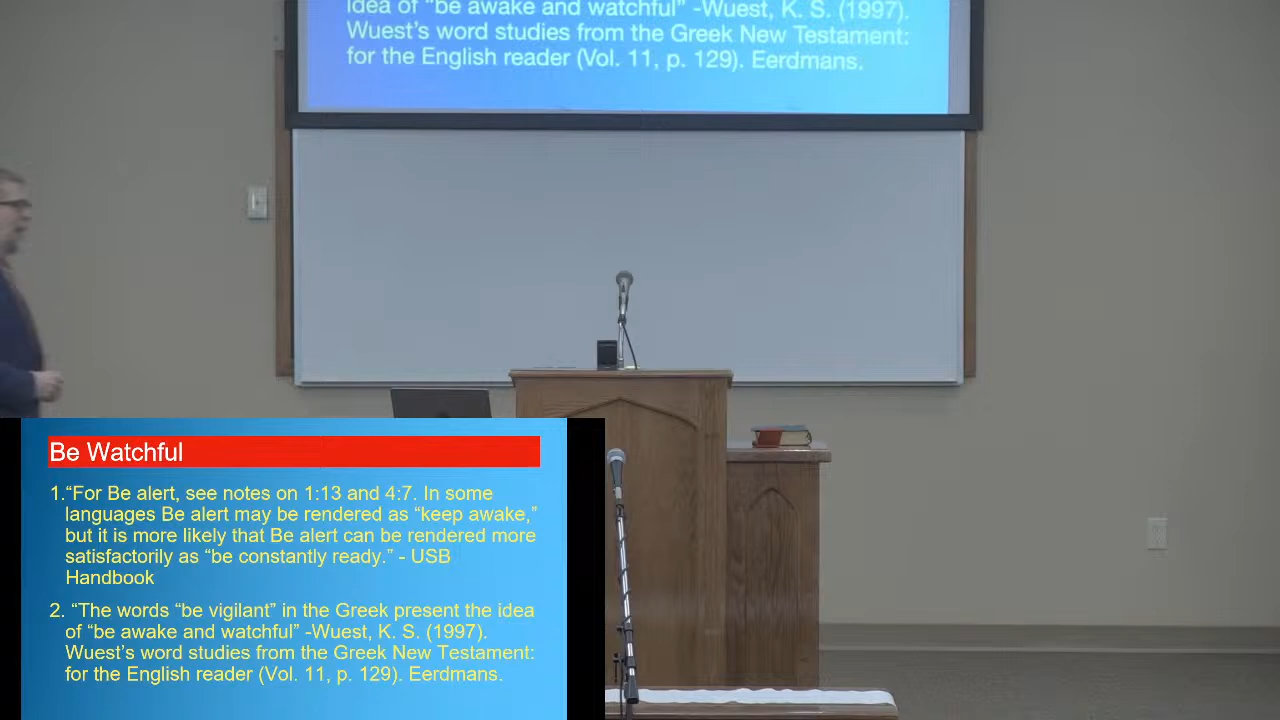 idea of “be awake and watchful” -Wuest, K. S. (1997).
Wuest’s word studies from the Greek New Testament:
for the English reader (Vol. 11, p. 129). Eerdmans.
Be Watchful
1.“For Be alert, see notes on 1:13 and 4:7. In some
languages Be alert may be rendered as “keep awake,”
but it is more likely that Be alert can be rendered more
satisfactorily as “be constantly ready.” - USB
Handbook
2. “The words “be vigilant” in the Greek present the idea
of “be awake and watchful” -Wuest, K. S. (1997).
Wuest’s word studies from the Greek New Testament:
for the English reader (Vol. 11, p. 129). Eerdmans.